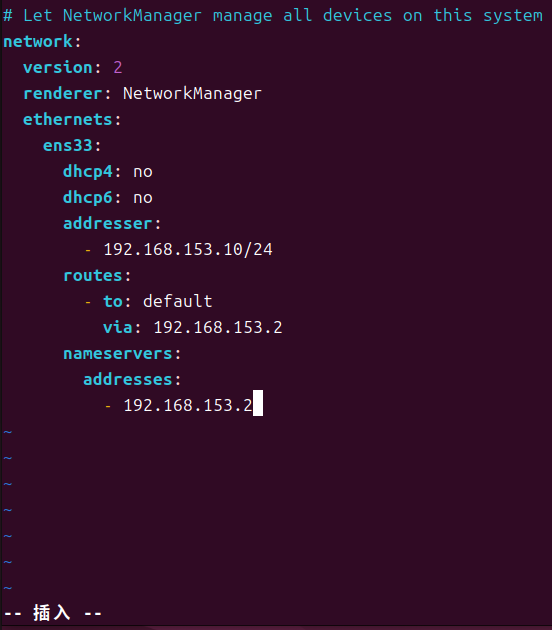 # Let NetworkManager manage all devices on this system
network:
  version: 2
  renderer: NetworkManager
  ethernets:
    ens33:
      dhcp4: no
      dhcp6: no
      addresser:
        - 192.168.153.10/24
      routes:
        - to: default
          via: 192.168.153.2
      nameservers:
        addresses:
          - 192.168.153.2
~
~
~
~
~
~
~
-- 插入 --